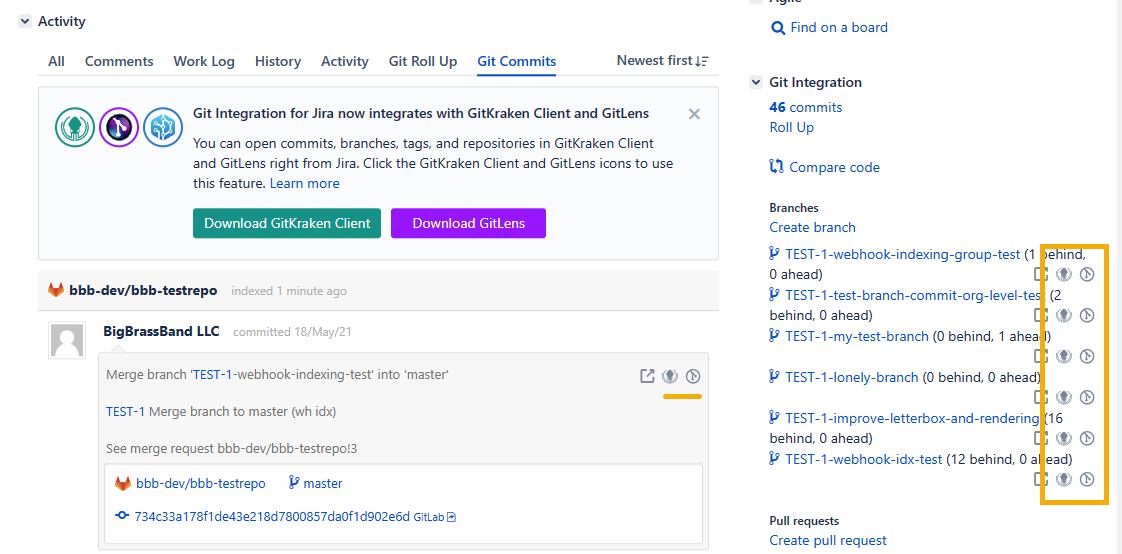 Activity
All Comments Work Log History Activity Git Roll Up Git Commits Newest first
Git Integration for Jira now integrates with GitKraken Client and GitLens
You can open commits, branches, tags, and repositories in GitKraken Client
and GitLens right from Jira. Click the GitKraken Client and GitLens icons to use
this feature. Learn more
Download GitKraken Client Download GitLens
bbb-dev/bbb-testrepo indexed 1 minute ago
BigBrassBand LLC committed 18/May/21
Merge branch 'TEST-1-webhook-indexing-test' into 'master'
TEST-1 Merge branch to master (wh idx)
See merge request bbb-dev/bbb-testrepo!3
bbb-dev/bbb-testrepo master
734c33a178f1de43e218d7800857da0f1d902e6d GitLab
Agile
Find on a board
Git Integration
46 commits
Roll Up
Compare code
Branches
Create branch
TEST-1-webhook-indexing-group-test (1 behind,
0 ahead)
TEST-1-test-branch-commit-org-level-test (2
behind, 0 ahead)
TEST-1-my-test-branch (0 behind, 1 ahead)
TEST-1-lonely-branch (0 behind, 0 ahead)
TEST-1-improve-letterbox-and-rendering (16
behind, 0 ahead)
TEST-1-webhook-idx-test (12 behind, 0 ahead)
Pull requests
Create pull request